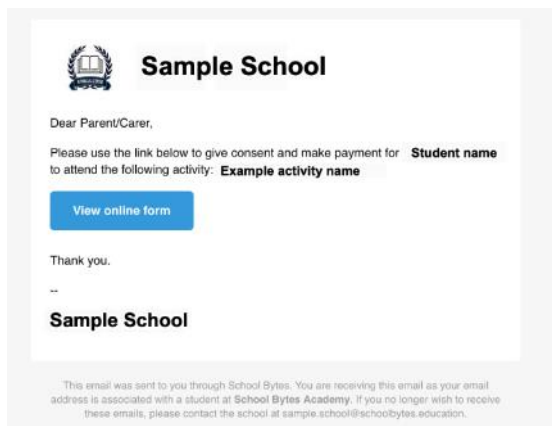 Sample School
Dear Parent/Carer,
Please use the link below to give consent and make payment for Student name
to attend the following activity: Example activity name
View online form
Thank you.
--
Sample School
This email was sent to you through School Bytes. You are receiving this email as your email
address is associated with a student at School Bytes Academy. If you no longer wish to receive
these emails, please contact the school at sample.school@schoolbytes.education.